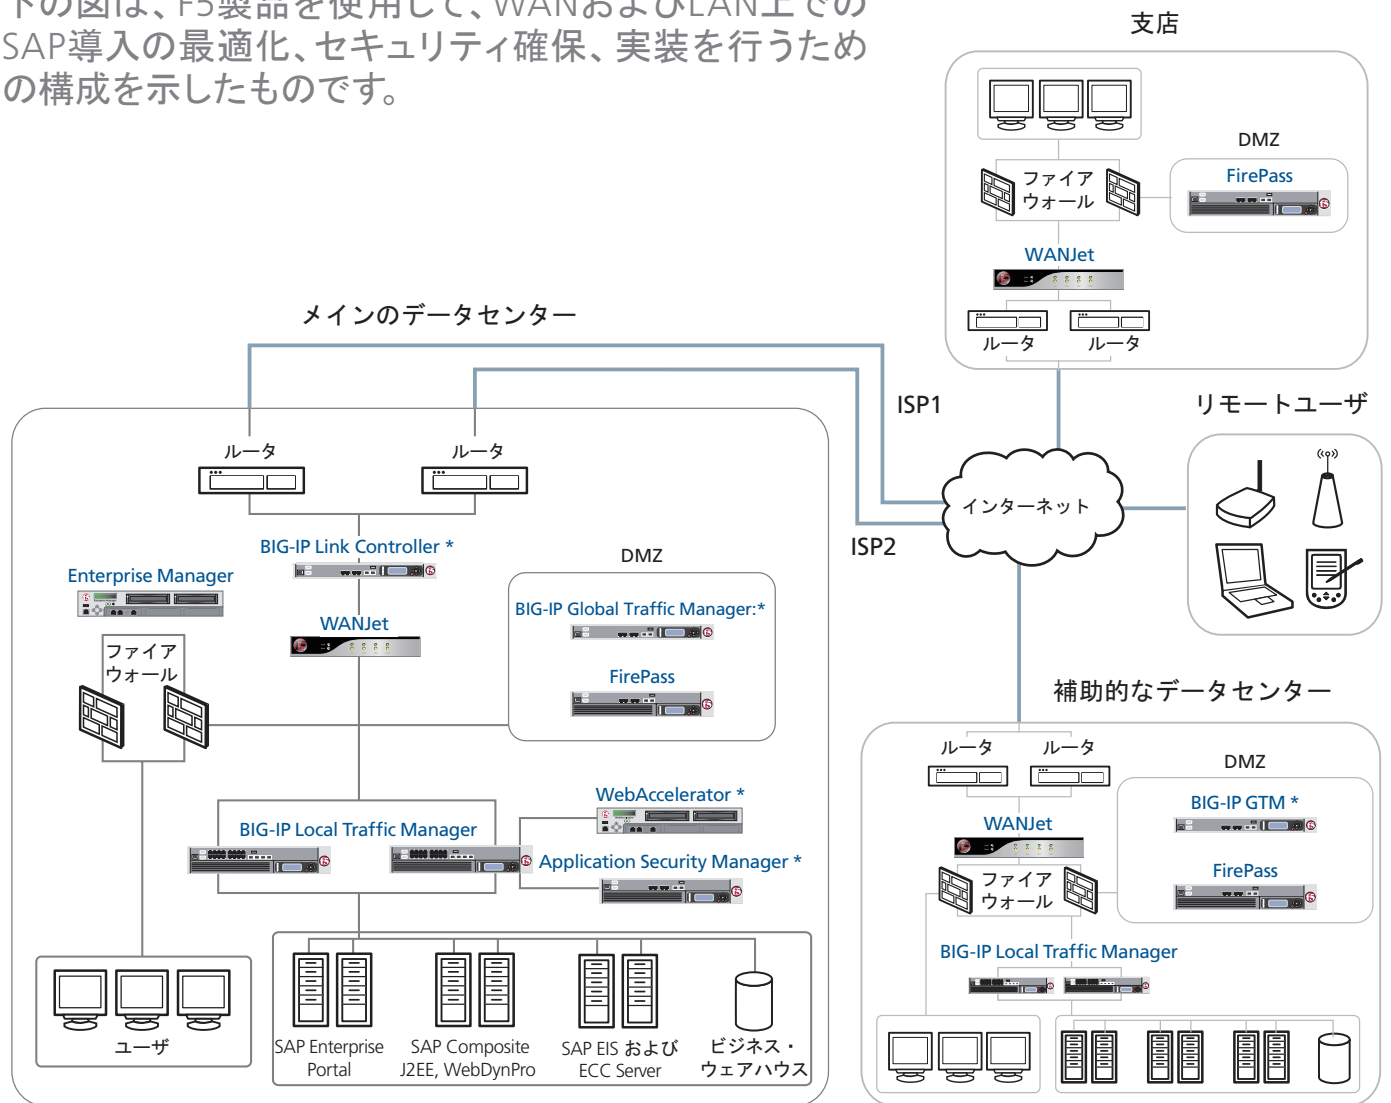 下の図は、F5製品を使用して、WANおよびLAN上での
SAP導入の最適化、セキュリティ確保、実装を行うため
の構成を示したものです。
支店
DMZ
FirePass
ファイア
ウォール
WANJet
ルータ
ルータ
メインのデータセンター
ISP1
ISP2
インターネット
リモートユーザ
ルータ
ルータ
BIG-IP Link Controller *
Enterprise Manager
WANJet
ファイア
ウォール
DMZ
BIG-IP Global Traffic Manager:*
FirePass
WebAccelerator *
BIG-IP Local Traffic Manager
Application Security Manager *
ユーザ
SAP Enterprise
Portal
SAP Composite
J2EE, WebDynPro
SAP EIS および
ECC Server
ビジネス・
ウェアハウス
補助的なデータセンター
ルータ
ルータ
DMZ
BIG-IP GTM *
WANJet
FirePass
ファイア
ウォール
BIG-IP Local Traffic Manager